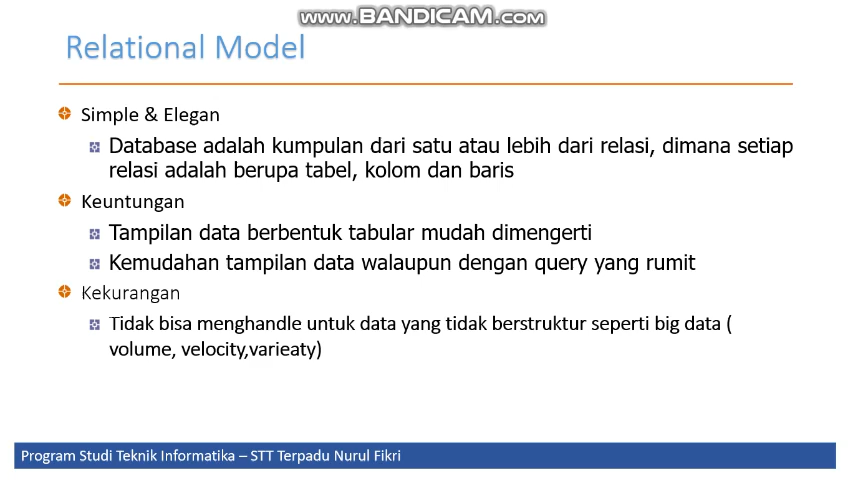 www.BANDICAM.com
Relational Model
Simple & Elegan
Database adalah kumpulan dari satu atau lebih dari relasi, dimana setiap
relasi adalah berupa tabel, kolom dan baris
Keuntungan
Tampilan data berbentuk tabular mudah dimengerti
Kemudahan tampilan data walaupun dengan query yang rumit
Kekurangan
Tidak bisa menghandle untuk data yang tidak berstruktur seperti big data (
volume, velocity,varieaty)
Program Studi Teknik Informatika – STT Terpadu Nurul Fikri